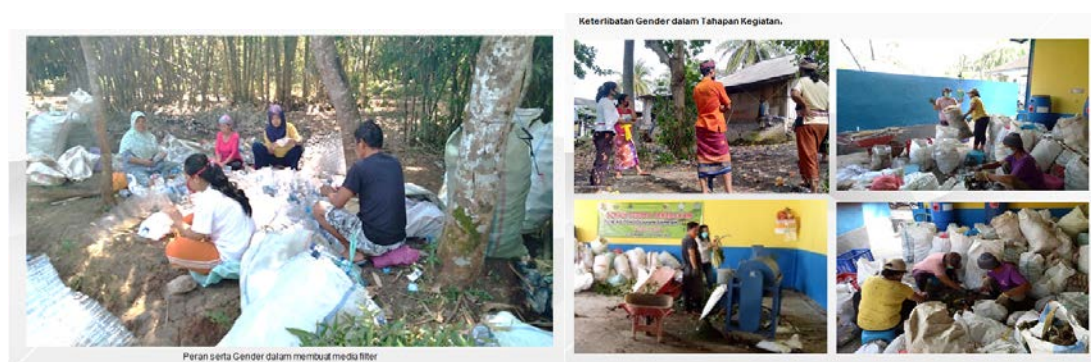 Peran serta Gender dalam membuat media filter
Keterlibatan Gender dalam Tahapan Kegiatan.